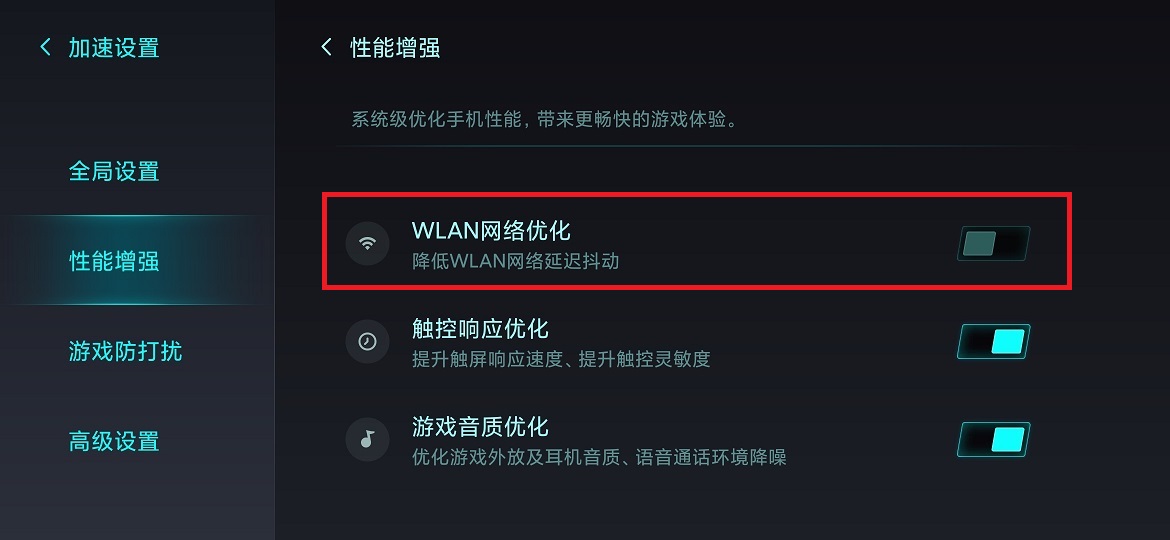 加速设置
全局设置
性能增强
游戏防打扰
高级设置
性能增强
系统级优化手机性能，带来更畅快的游戏体验。
WLAN网络优化
降低WLAN网络延迟抖动
触控响应优化
提升触屏响应速度、提升触控灵敏度
游戏音质优化
优化游戏外放及耳机音质、语音通话环境降噪